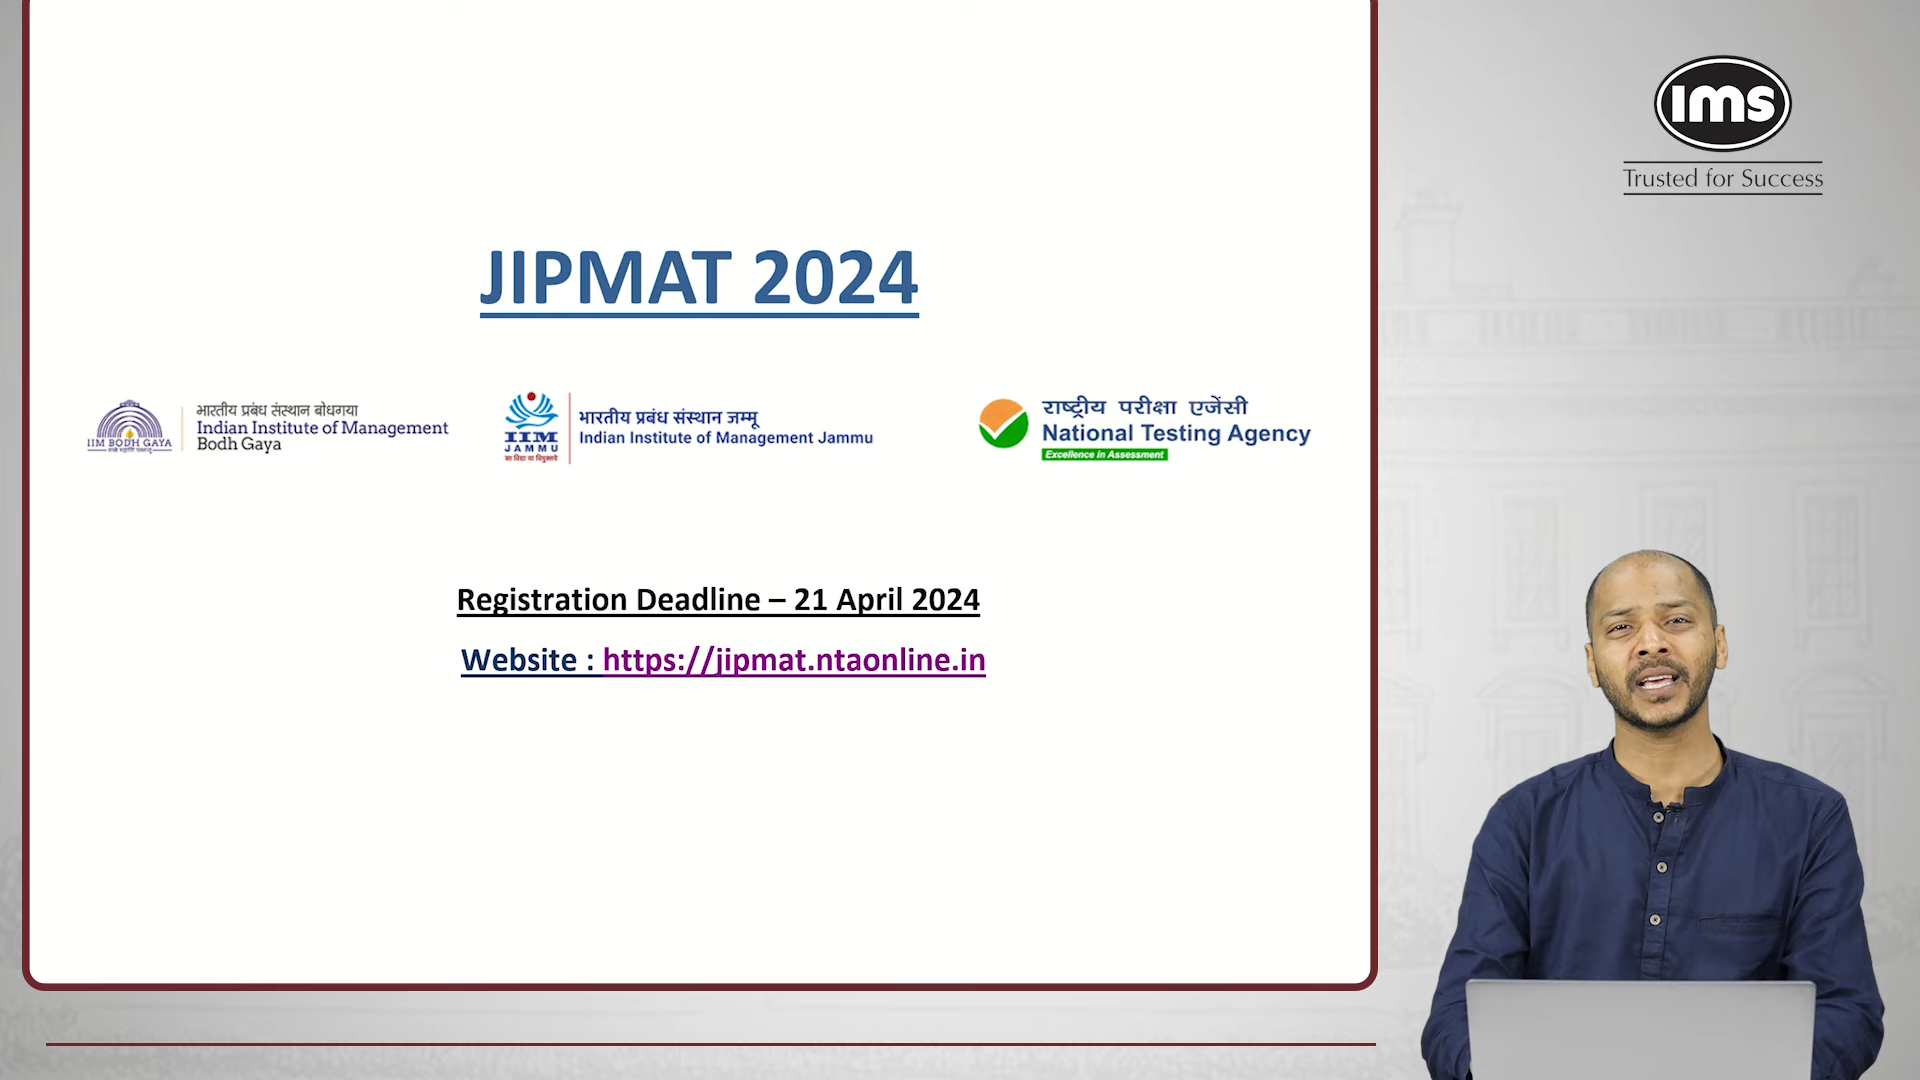 ims
Trusted for Success
JIPMAT 2024
भारतीय प्रबंध संस्थान बोधगया
Indian Institute of Management
Bodh Gaya
IIM BODH GAYA
भारतीय प्रबंध संस्थान जम्मू
Indian Institute of Management Jammu
IIM
JAMMU
सा विद्या या विमुक्तये
राष्ट्रीय परीक्षा एजेंसी
National Testing Agency
Excellence in Assessment
Registration Deadline – 21 April 2024
Website : https://jipmat.ntaonline.in